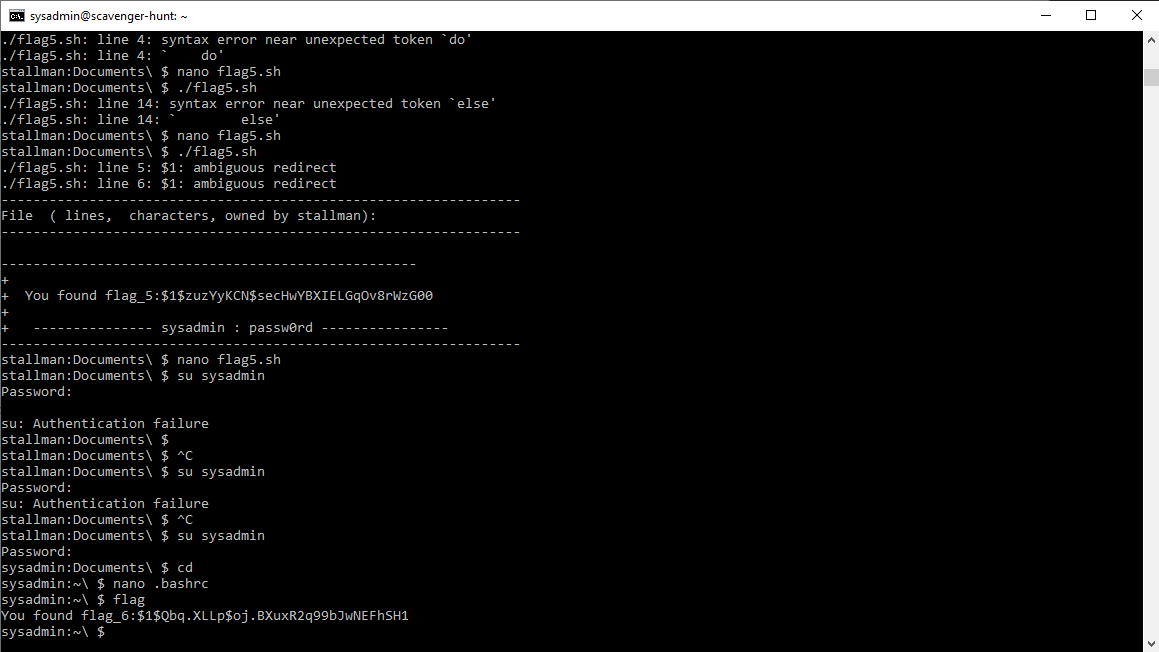 sysadmin@scavenger-hunt: ~
./flag5.sh: line 4: syntax error near unexpected token `do'
./flag5.sh: line 4: `    do'
stallman:Documents\ $ nano flag5.sh
stallman:Documents\ $ ./flag5.sh
./flag5.sh: line 14: syntax error near unexpected token `else'
./flag5.sh: line 14: `        else'
stallman:Documents\ $ nano flag5.sh
stallman:Documents\ $ ./flag5.sh
./flag5.sh: line 5: $1: ambiguous redirect
./flag5.sh: line 6: $1: ambiguous redirect
-----------------------------------------------------------------
File  ( lines,  characters, owned by stallman):
-----------------------------------------------------------------
----------------------------------------------------
+
+  You found flag_5:$1$zuzYyKCN$secHwYBXIELGqOv8rWzG00
+
+   --------------- sysadmin : passw0rd ----------------
-----------------------------------------------------------------
stallman:Documents\ $ nano flag5.sh
stallman:Documents\ $ su sysadmin
Password:
su: Authentication failure
stallman:Documents\ $
stallman:Documents\ $ ^C
stallman:Documents\ $ su sysadmin
Password:
su: Authentication failure
stallman:Documents\ $ ^C
stallman:Documents\ $ su sysadmin
Password:
sysadmin:Documents\ $ cd
sysadmin:~\ $ nano .bashrc
sysadmin:~\ $ flag
You found flag_6:$1$Qbq.XLLp$oj.BXuxR2q99bJwNEFhSH1
sysadmin:~\ $